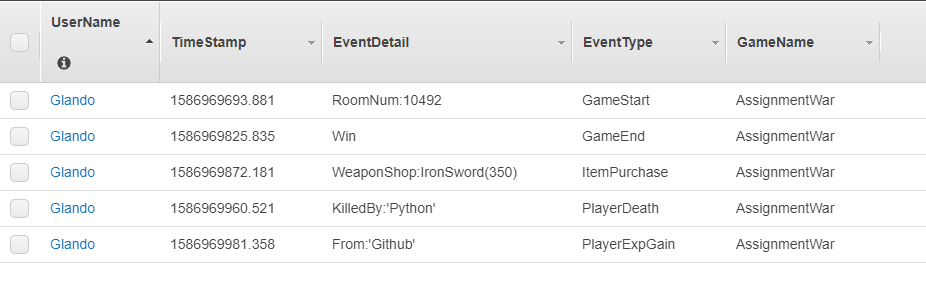 UserName TimeStamp EventDetail EventType GameName
Glando 1586969693.881 RoomNum:10492 GameStart AssignmentWar
Glando 1586969825.835 Win GameEnd AssignmentWar
Glando 1586969872.181 WeaponShop:IronSword(350) ItemPurchase AssignmentWar
Glando 1586969960.521 KilledBy:'Python' PlayerDeath AssignmentWar
Glando 1586969981.358 From:'Github' PlayerExpGain AssignmentWar